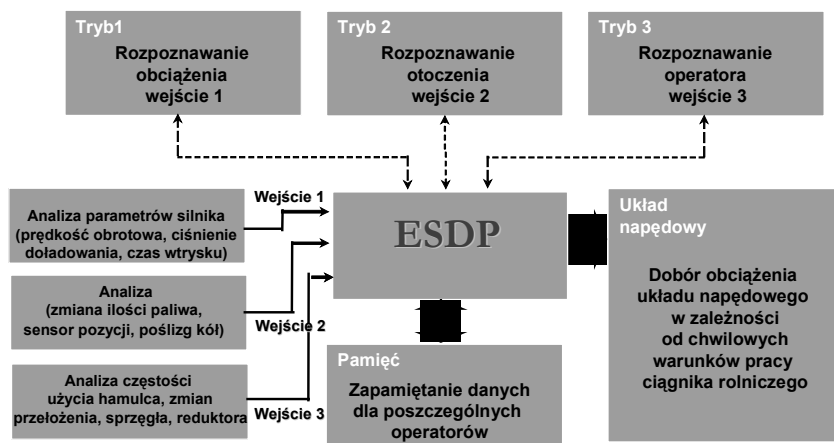 Tryb1
Rozpoznawanie
obciążenia
wejście 1
Tryb 2
Rozpoznawanie
otoczenia
wejście 2
Tryb 3
Rozpoznawanie
operatora
wejście 3
Analiza parametrów silnika
(prędkość obrotowa, ciśnienie
doładowania, czas wtrysku)
Wejście 1
Analiza
(zmiana ilości paliwa,
sensor pozycji, poślizg kół)
Wejście 2
Analiza częstości
użycia hamulca, zmian
przełożenia, sprzęgła, reduktora
Wejście 3
ESDP
Pamięć
Zapamiętanie danych
dla poszczególnych
operatorów
Układ
napędowy
Dobór obciążenia
układu napędowego
w zależności
od chwilowych
warunków pracy
ciągnika rolniczego